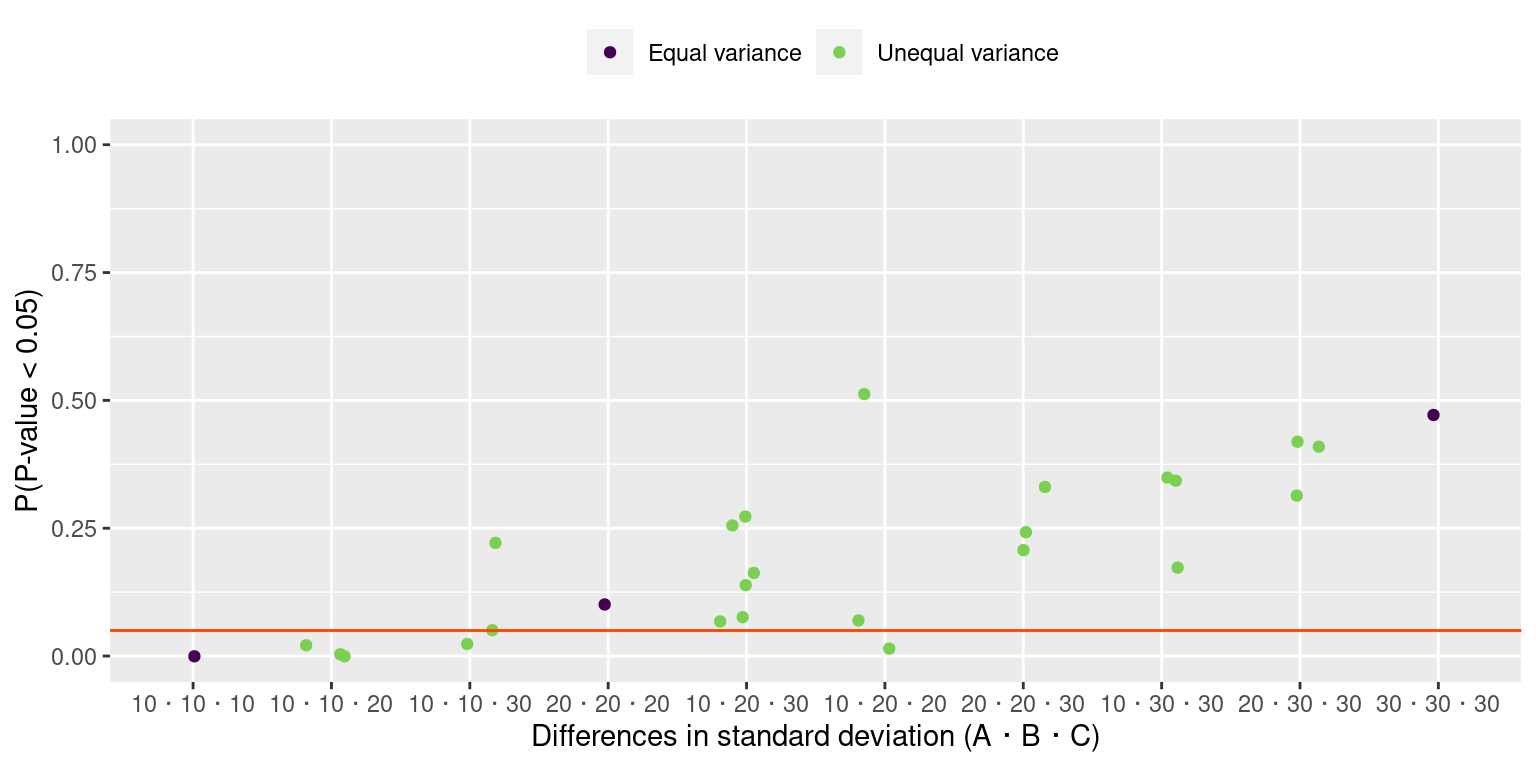 Equal variance Unequal variance
1.00
0.75
0.50
0.25
0.00
P(P-value < 0.05)
10 · 10 · 10 10 · 10 · 20 10 · 10 · 30 20 · 20 · 20 10 · 20 · 30 10 · 20 · 20 20 · 20 · 30 10 · 30 · 30 20 · 30 · 30 30 · 30 · 30
Differences in standard deviation (A · B · C)